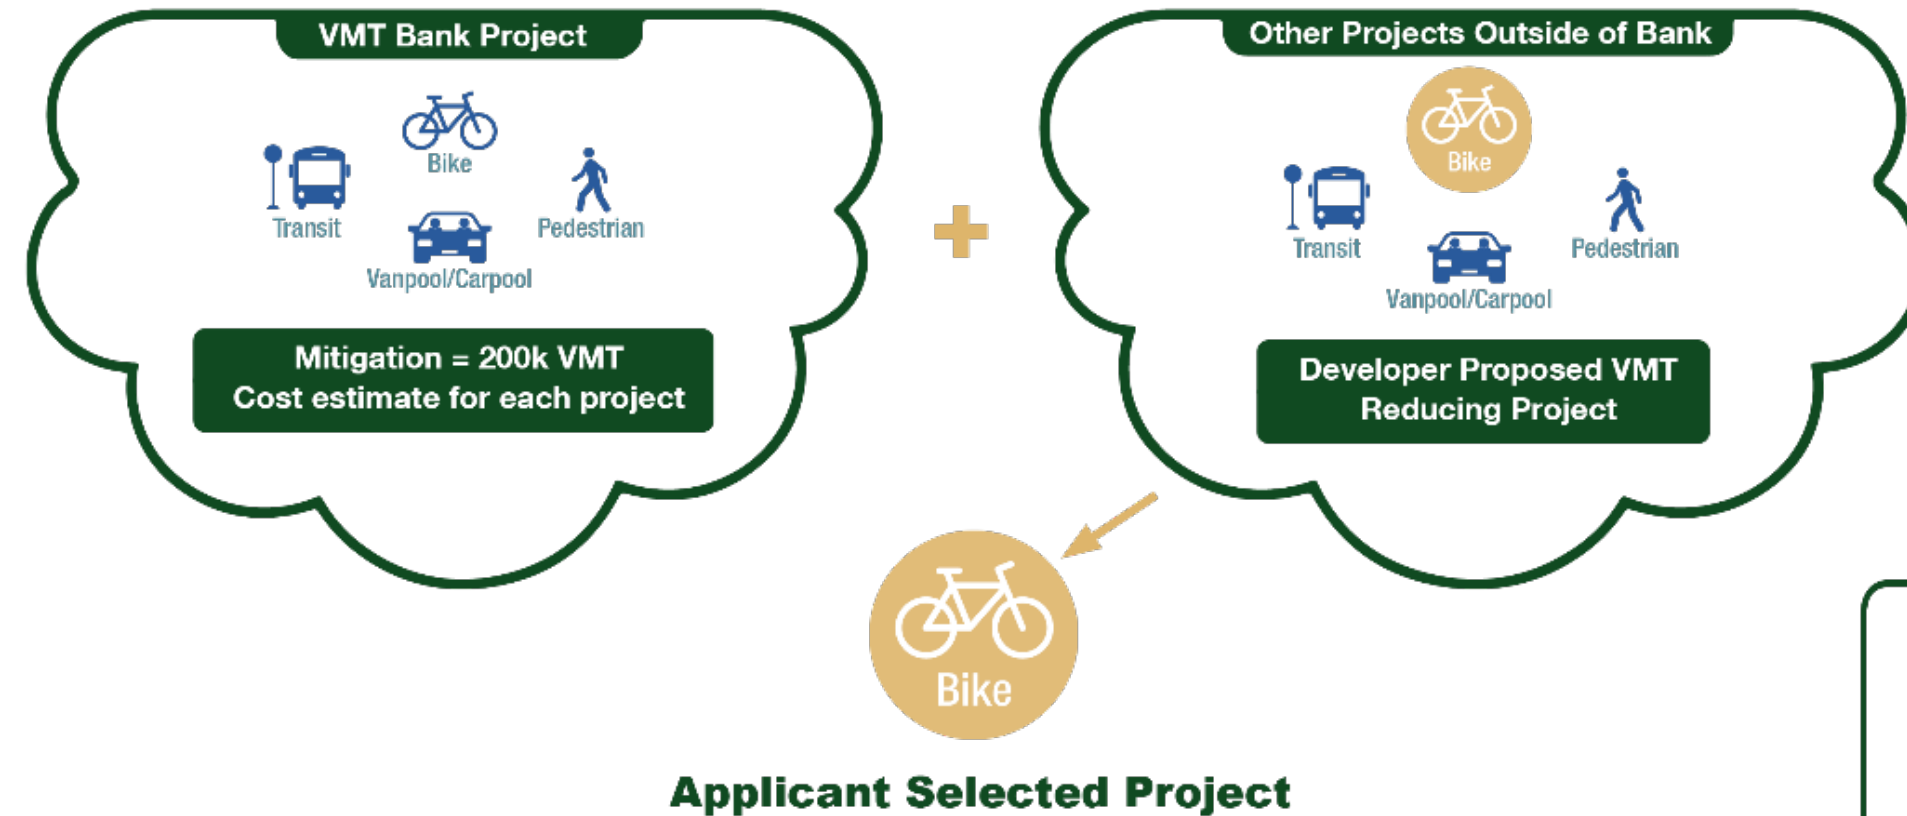 VMT Bank Project
Bike
Transit
Pedestrian
Vanpool/Carpool
Mitigation = 200k VMT
Cost estimate for each project
Other Projects Outside of Bank
Bike
Transit
Pedestrian
Vanpool/Carpool
Developer Proposed VMT
Reducing Project
Bike
Applicant Selected Project